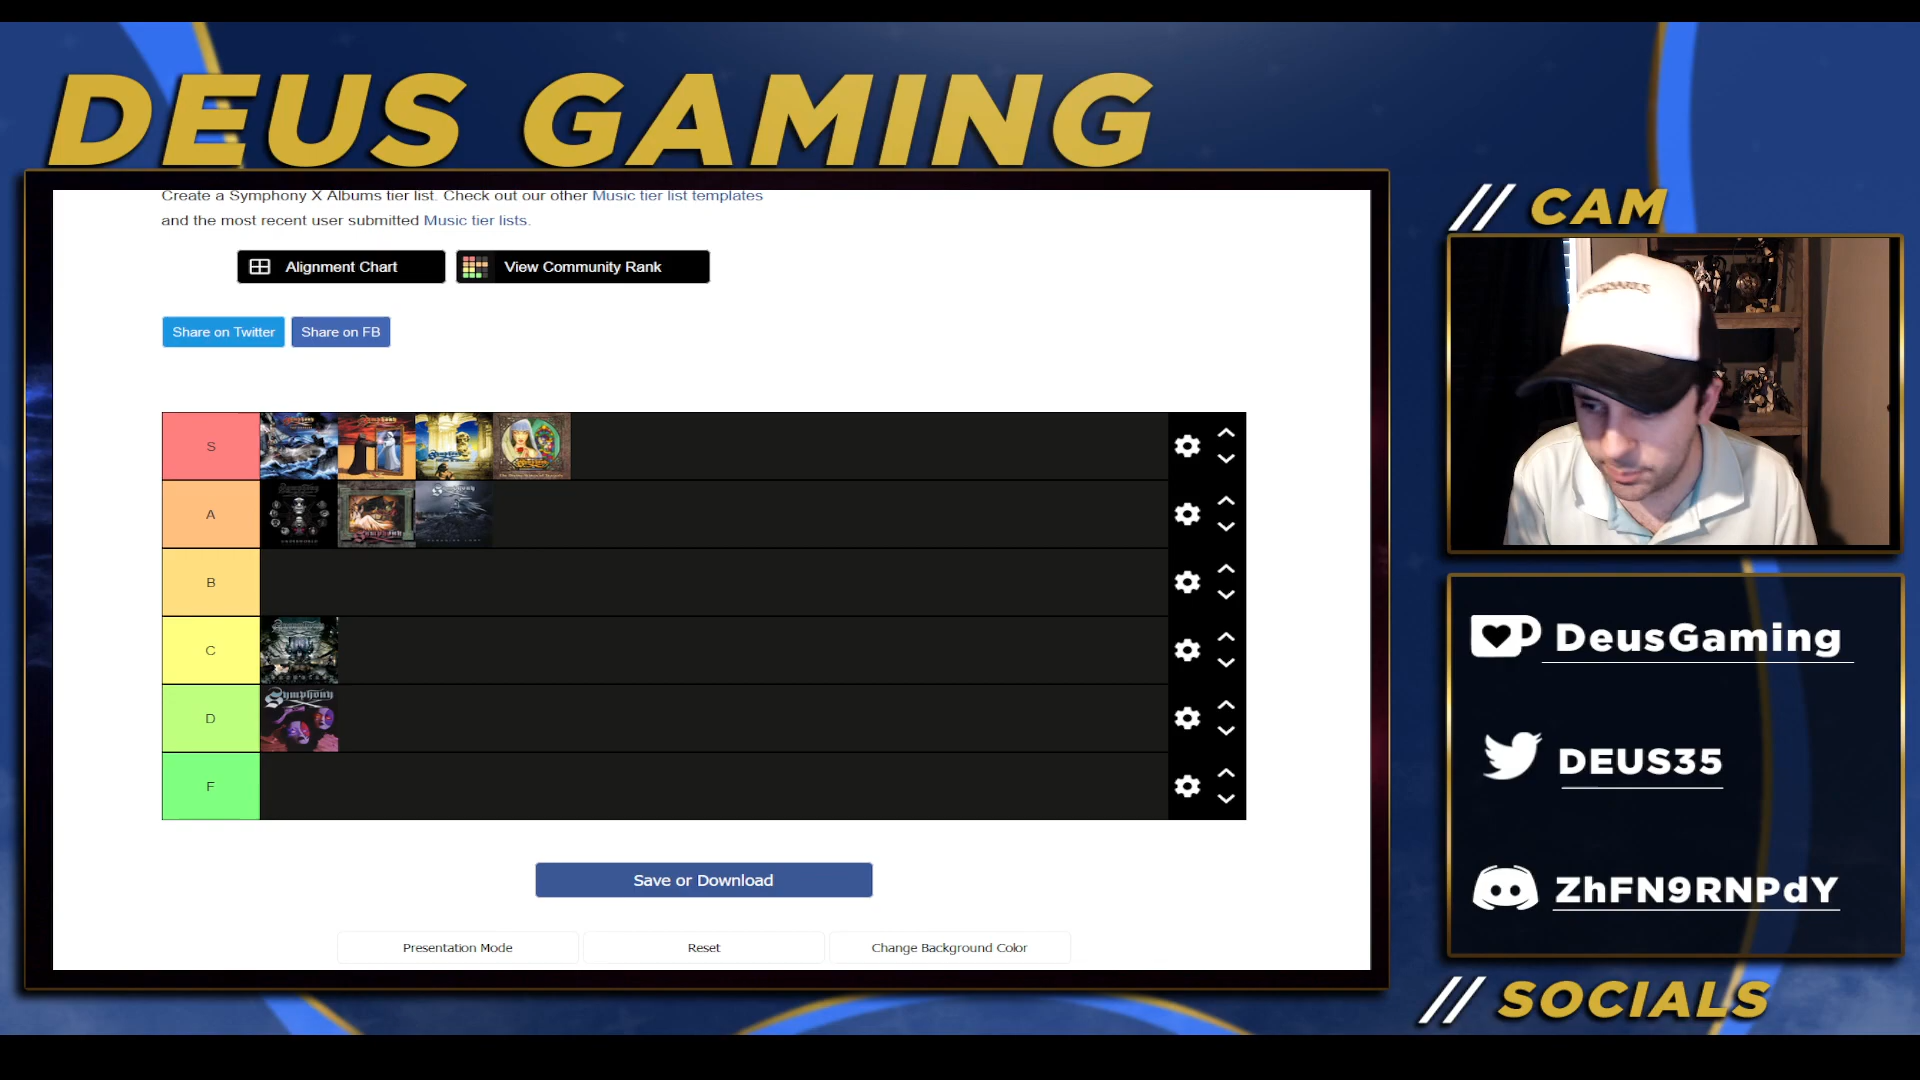 DEUS GAMING
Create a Symphony X Albums tier list. Check out our other Music tier list templates
and the most recent user submitted Music tier lists.
Alignment Chart
View Community Rank
Share on Twitter
Share on FB
S
A
B
C
D
Symphony
F
Save or Download
Presentation Mode
Reset
Change Background Color
// CAM
DeusGaming
DEUS35
ZhFN9RNPdY
// SOCIALS